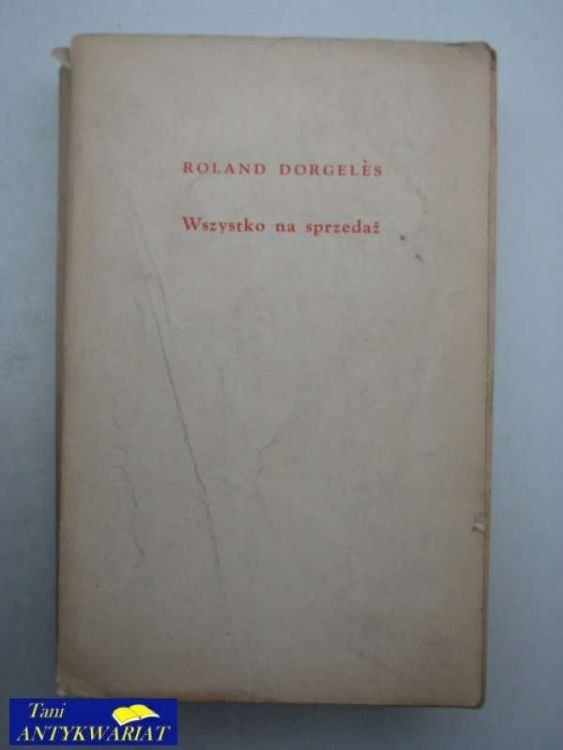 ROLAND DORGELÈS
Wszystko na sprzedaż
Tani
ANTYKWARIAT